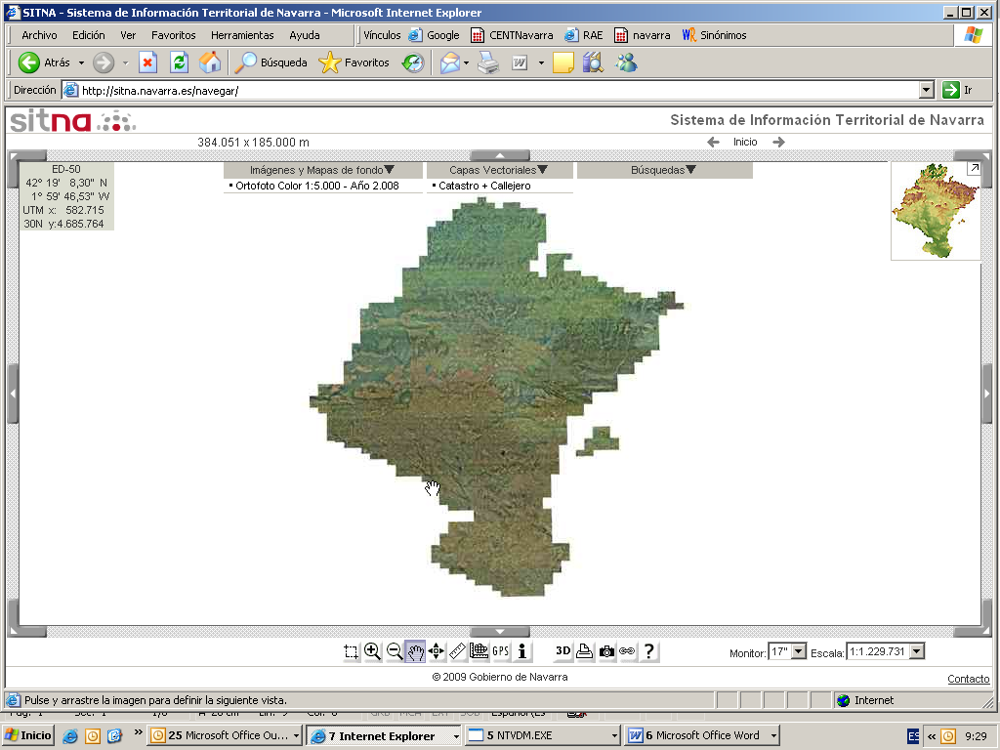 SITNA - Sistema de Información Territorial de Navarra - Microsoft Internet Explorer
Archivo Edición Ver Favoritos Herramientas Ayuda Vínculos Google CENTNavarra RAE navarra Sinónimos
Atrás Búsqueda Favoritos
Dirección http://sitna.navarra.es/navegar/ Ir
sitna Sistema de Información Territorial de Navarra
384.051 x 185.000 m Inicio
ED-50 Imágenes y Mapas de fondo Capas Vectoriales Búsquedas
42° 19' 8,30" N • Ortofoto Color 1:5.000 - Año 2.008 • Catastro + Callejero
1° 59' 46,53" W
UTM x: 582.715
30N y:4.685.764
GPS 3D ? Monitor: 17" Escala: 1:1.229.731
© 2009 Gobierno de Navarra
Contacto
Pulse y arrastre la imagen para definir la siguiente vista. Internet
Inicio » 25 Microsoft Office Ou... 7 Internet Explorer 5 NTVDM.EXE 6 Microsoft Office Word ES « 9:29